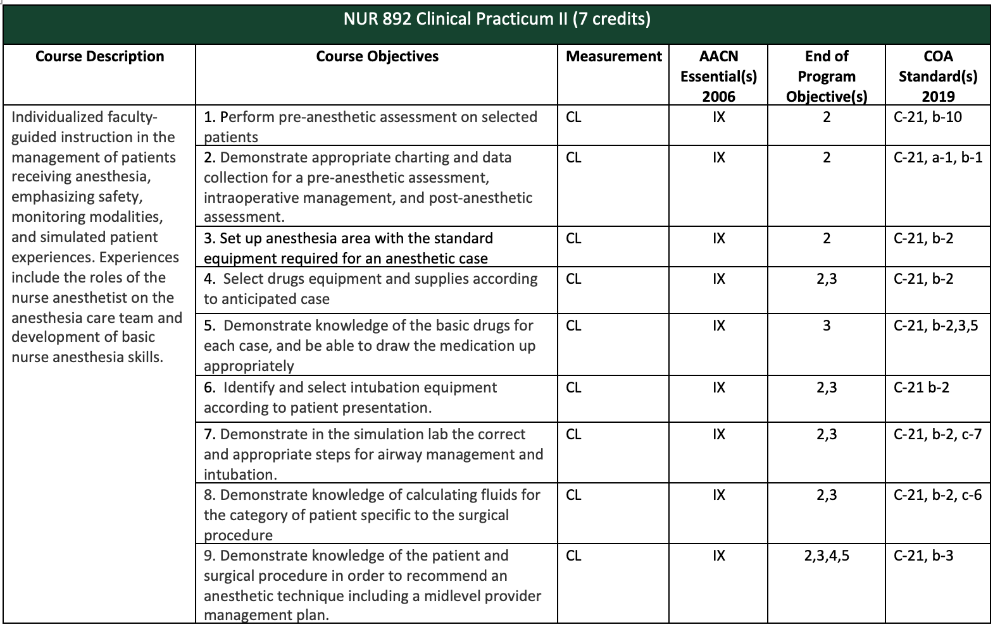 NUR 892 Clinical Practicum II (7 credits)
Course Description
Course Objectives
Measurement
AACN
Essential(s)
2006
End of
Program
Objective(s)
COA
Standard(s)
2019
Individualized faculty-
guided instruction in the
management of patients
receiving anesthesia,
emphasizing safety,
monitoring modalities,
and simulated patient
experiences. Experiences
include the roles of the
nurse anesthetist on the
anesthesia care team and
development of basic
nurse anesthesia skills.
1. Perform pre-anesthetic assessment on selected
patients
CL
IX
2
C-21, b-10
2. Demonstrate appropriate charting and data
collection for a pre-anesthetic assessment,
intraoperative management, and post-anesthetic
assessment.
CL
IX
2
C-21, a-1, b-1
3. Set up anesthesia area with the standard
equipment required for an anesthetic case
CL
IX
2
C-21, b-2
4.  Select drugs equipment and supplies according
to anticipated case
CL
IX
2,3
C-21, b-2
5.  Demonstrate knowledge of the basic drugs for
each case, and be able to draw the medication up
appropriately
CL
IX
3
C-21, b-2,3,5
6.  Identify and select intubation equipment
according to patient presentation.
CL
IX
2,3
C-21 b-2
7. Demonstrate in the simulation lab the correct
and appropriate steps for airway management and
intubation.
CL
IX
2,3
C-21, b-2, c-7
8. Demonstrate knowledge of calculating fluids for
the category of patient specific to the surgical
procedure
CL
IX
2,3
C-21, b-2, c-6
9. Demonstrate knowledge of the patient and
surgical procedure in order to recommend an
anesthetic technique including a midlevel provider
management plan.
CL
IX
2,3,4,5
C-21, b-3